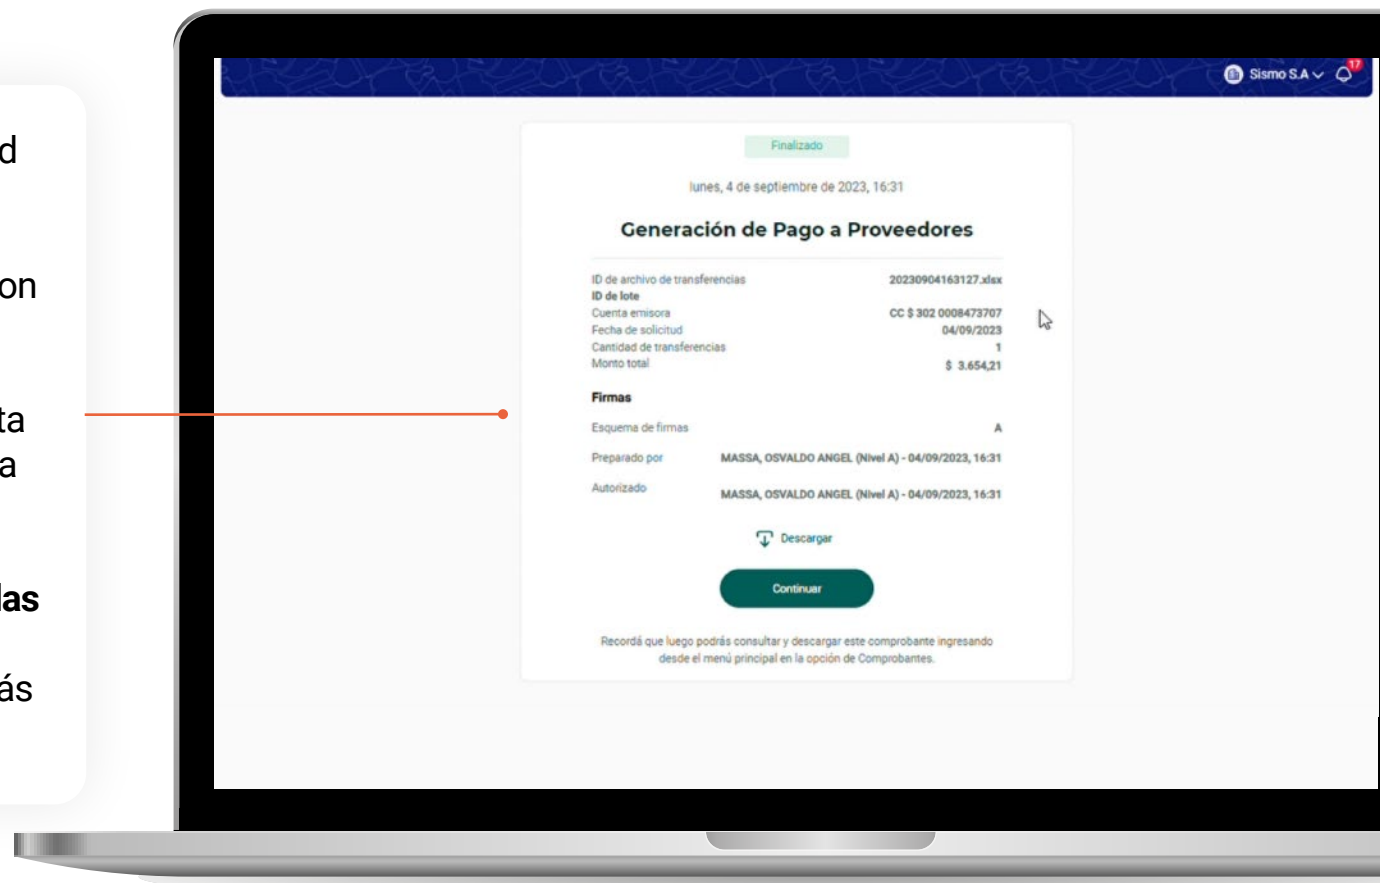 d
on
ta
a
las
ás
Sismo S.A
17
Finalizado
lunes, 4 de septiembre de 2023, 16:31
Generación de Pago a Proveedores
ID de archivo de transferencias 20230904163127.xlsx
ID de lote
Cuenta emisora CC $ 302 0008473707
Fecha de solicitud 04/09/2023
Cantidad de transferencias 1
Monto total $ 3.654,21
Firmas
Esquema de firmas A
Preparado por MASSA, OSVALDO ANGEL (Nivel A) - 04/09/2023, 16:31
Autorizado MASSA, OSVALDO ANGEL (Nivel A) - 04/09/2023, 16:31
Descargar
Continuar
Recordá que luego podrás consultar y descargar este comprobante ingresando
desde el menú principal en la opción de Comprobantes.